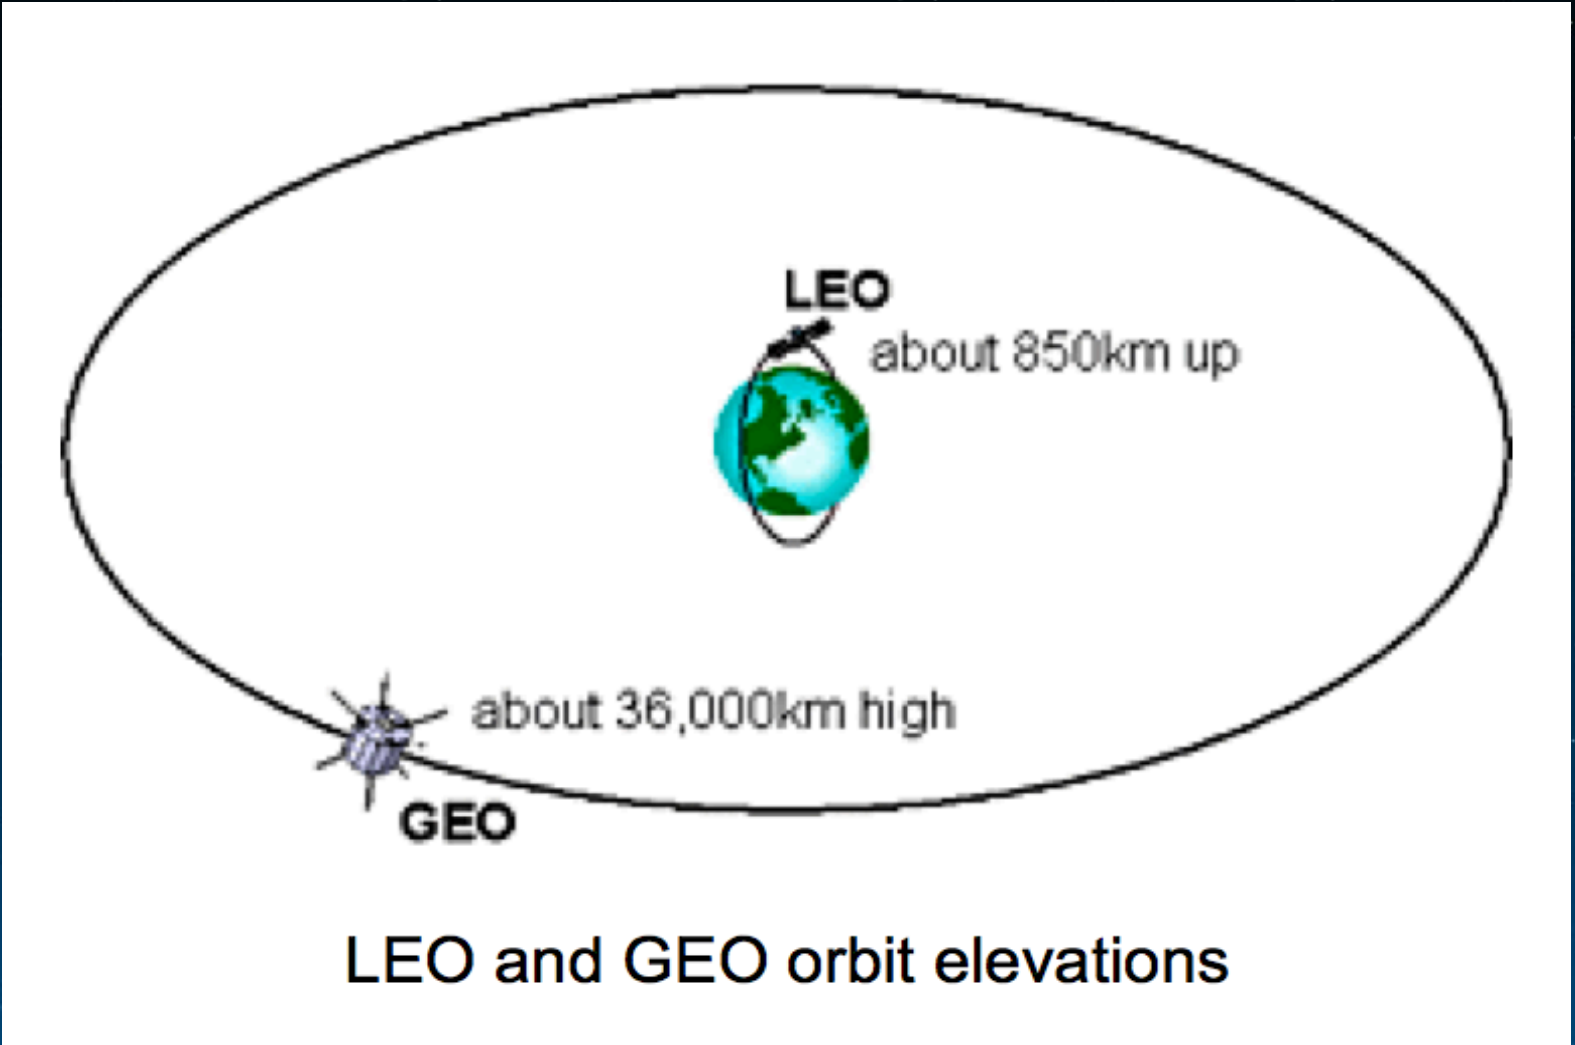 LEO
about 850km up
about 36,000km high
GEO
LEO and GEO orbit elevations